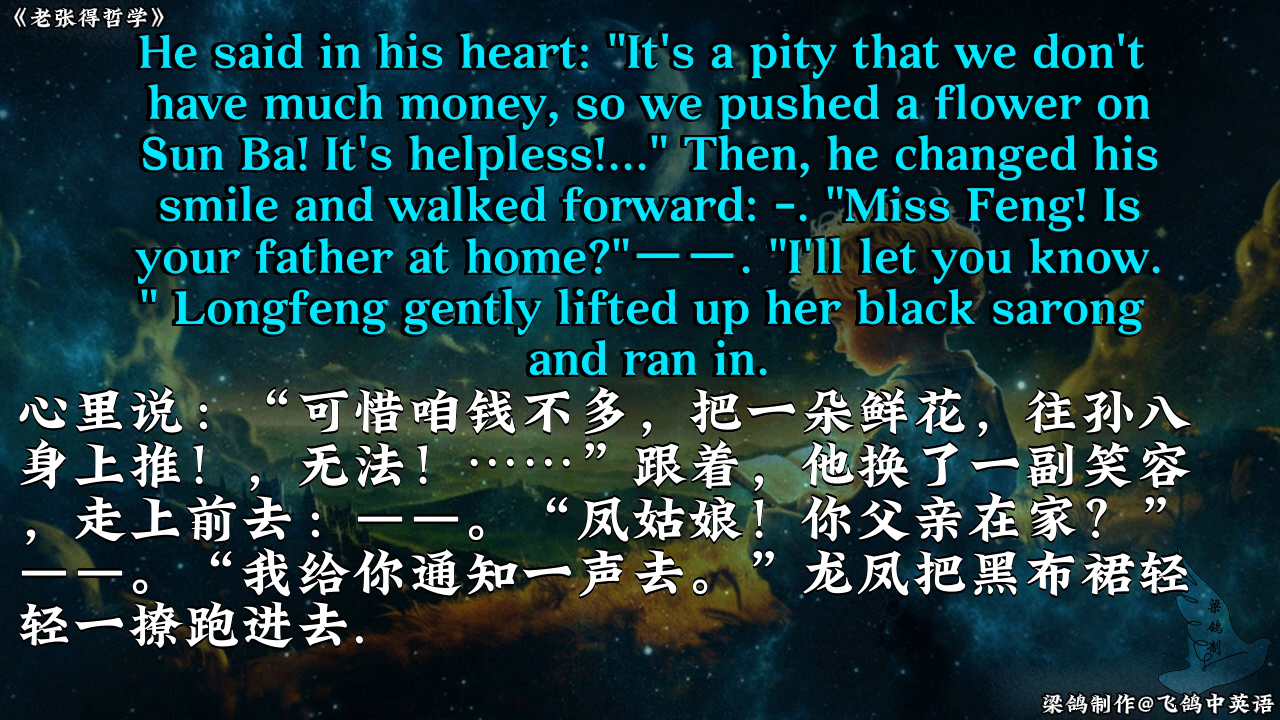 《老张得哲学》
He said in his heart: "It's a pity that we don't
have much money, so we pushed a flower on
Sun Ba! It's helpless!..." Then, he changed his
smile and walked forward: -. "Miss Feng! Is
your father at home?"——. "I'll let you know.
" Longfeng gently lifted up her black sarong
and ran in.
心里说：“可惜咱钱不多，把一朵鲜花，往孙八
身上推！，无法！……”跟着，他换了一副笑容
，走上前去：——。“凤姑娘！你父亲在家？”
——。“我给你通知一声去。”龙凤把黑布裙轻
轻一撩跑进去.
梁鸽制
梁鸽制作@飞鸽中英语